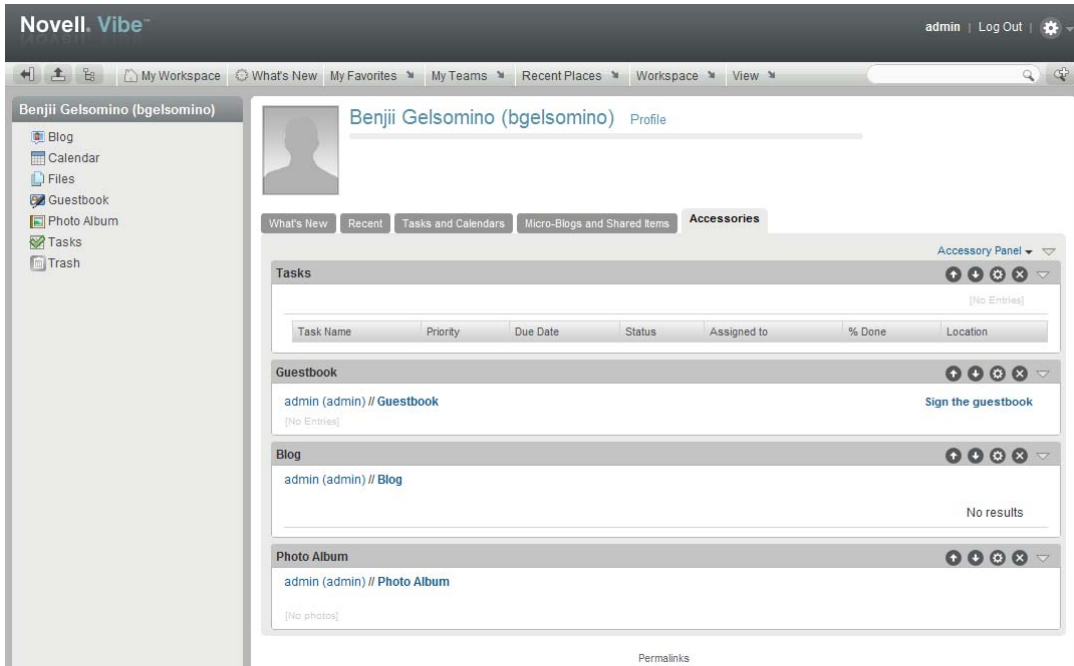 Novell. Vibe™
admin | Log Out |
My Workspace What's New My Favorites My Teams Recent Places Workspace View
Benjii Gelsomino (bgelsomino)
Blog
Calendar
Files
Guestbook
Photo Album
Tasks
Trash
Benjii Gelsomino (bgelsomino) Profile
What's New Recent Tasks and Calendars Micro-Blogs and Shared Items Accessories
Accessory Panel
Tasks
[No Entries]
Task Name Priority Due Date Status Assigned to % Done Location
Guestbook
admin (admin) // Guestbook Sign the guestbook
[No Entries]
Blog
admin (admin) // Blog
No results
Photo Album
admin (admin) // Photo Album
[No photos]
Permalinks